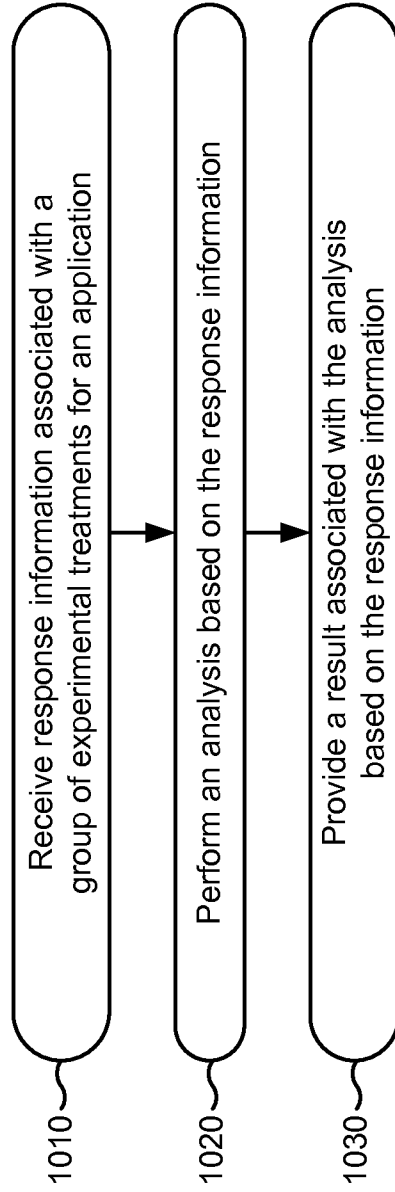 1010
Receive response information associated with a
group of experimental treatments for an application
1020
Perform an analysis based on the response information
1030
Provide a result associated with the analysis
based on the response information